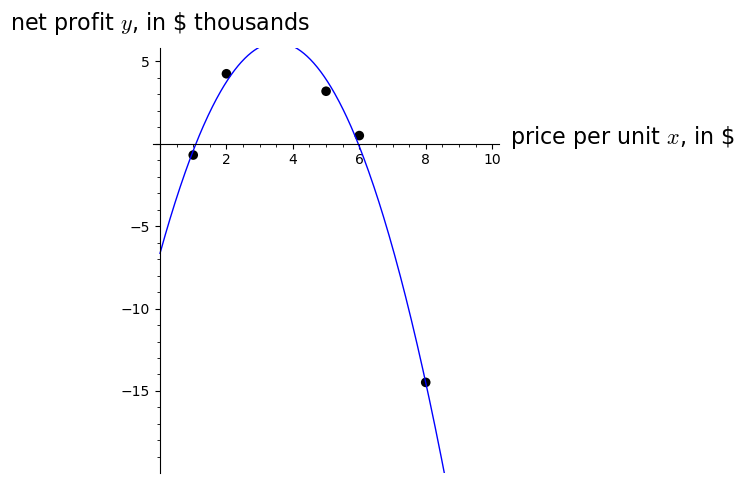 net profit y, in $ thousands
5
price per unit x, in $
2 4 6 8 10
−5
−10
−15